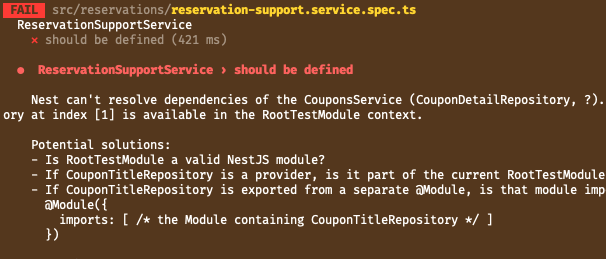 FAIL src/reservations/reservation-support.service.spec.ts
ReservationSupportService
× should be defined (421 ms)
● ReservationSupportService › should be defined
Nest can't resolve dependencies of the CouponsService (CouponDetailRepository, ?).
ory at index [1] is available in the RootTestModule context.
Potential solutions:
- Is RootTestModule a valid NestJS module?
- If CouponTitleRepository is a provider, is it part of the current RootTestModule
- If CouponTitleRepository is exported from a separate @Module, is that module imp
@Module({
imports: [ /* the Module containing CouponTitleRepository */ ]
})